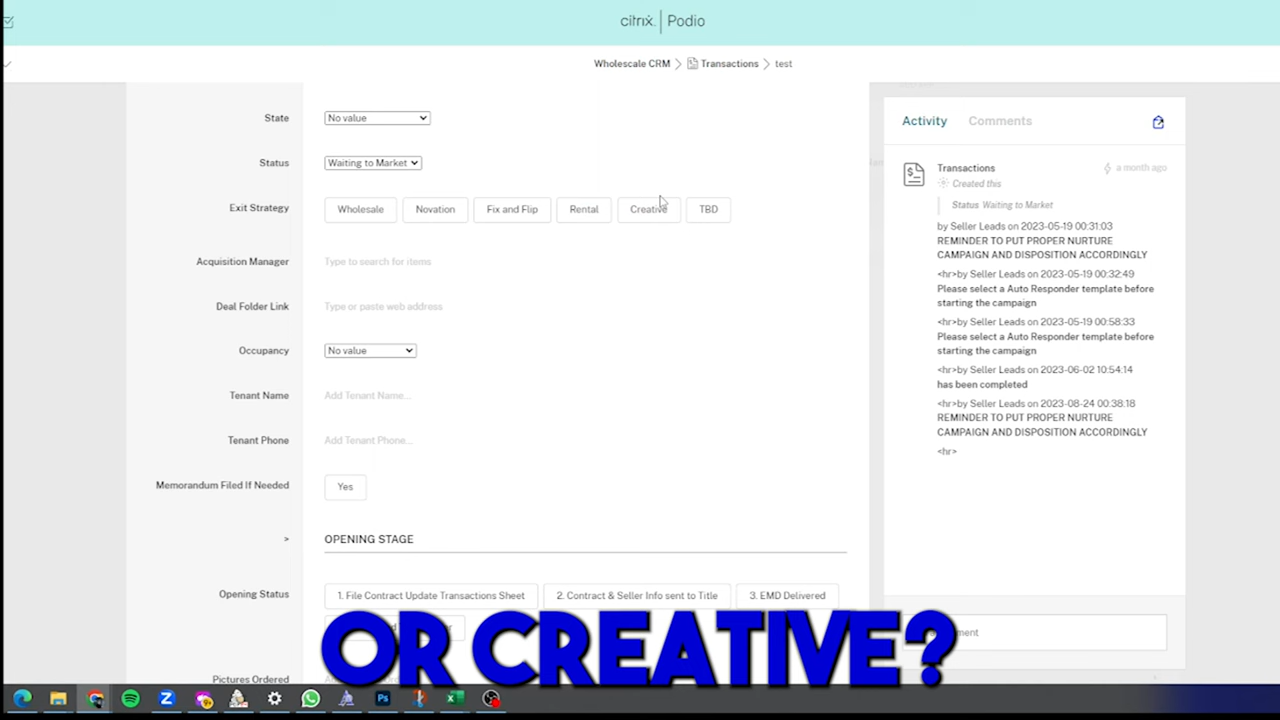 citrix. | Podio
Wholescale CRM > Transactions > test
State No value
Status Waiting to Market
Exit Strategy Wholesale Novation Fix and Flip Rental Creative TBD
Acquisition Manager Type to search for items
Deal Folder Link Type or paste web address
Occupancy No value
Tenant Name Add Tenant Name...
Tenant Phone Add Tenant Phone...
Memorandum Filed If Needed Yes
> OPENING STAGE
Opening Status 1. File Contract Update Transactions Sheet 2. Contract & Seller Info sent to Title 3. EMD Delivered
Pictures Ordered
Activity Comments
Transactions a month ago
Created this
Status Waiting to Market
by Seller Leads on 2023-05-19 00:31:03
REMINDER TO PUT PROPER NURTURE
CAMPAIGN AND DISPOSITION ACCORDINGLY
<hr>by Seller Leads on 2023-05-19 00:32:49
Please select a Auto Responder template before
starting the campaign
<hr>by Seller Leads on 2023-05-19 00:58:33
Please select a Auto Responder template before
starting the campaign
<hr>by Seller Leads on 2023-06-02 10:54:14
has been completed
<hr>by Seller Leads on 2023-08-24 00:38:18
REMINDER TO PUT PROPER NURTURE
CAMPAIGN AND DISPOSITION ACCORDINGLY
<hr>
OR CREATIVE?